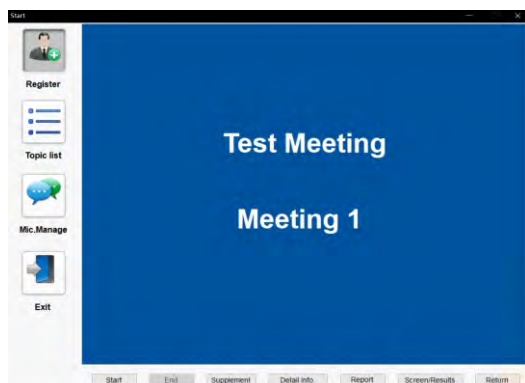 Start
Register
Topic list
Mic.Manage
Exit
Test Meeting
Meeting 1
Start End Supplement Detail Info Report Screen/Results Return